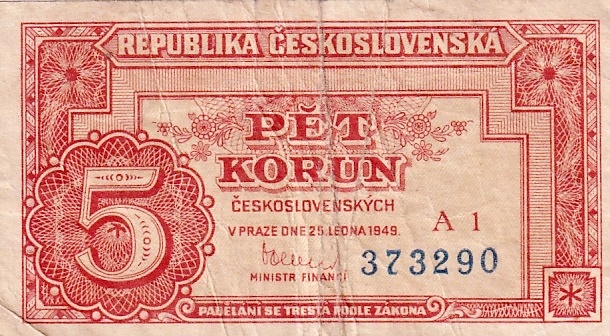 REPUBLIKA ČESKOSLOVENSKÁ
PĚT
KORUN
ČESKOSLOVENSKÝCH
V PRAZE DNE 25. LEDNA 1949.
A 1
5
MINISTR FINANCÍ
373290
PADĚLÁNÍ SE TRESTÁ PODLE ZÁKONA